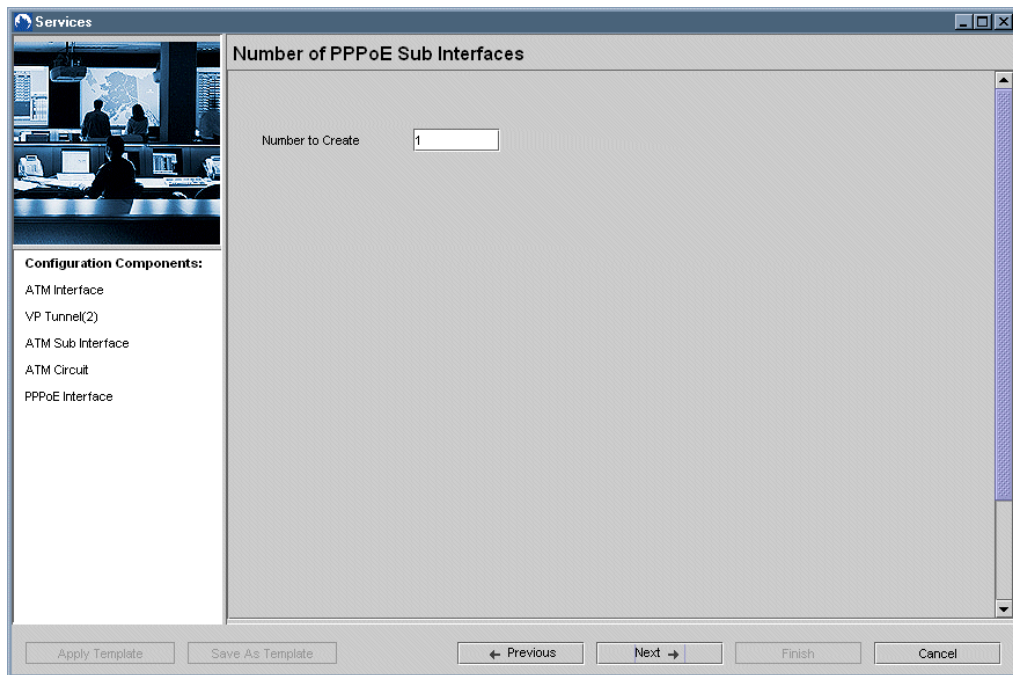 Services
Number of PPPoE Sub Interfaces
Number to Create 1
Configuration Components:
ATM Interface
VP Tunnel(2)
ATM Sub Interface
ATM Circuit
PPPoE Interface
Apply Template Save As Template Previous Next Finish Cancel